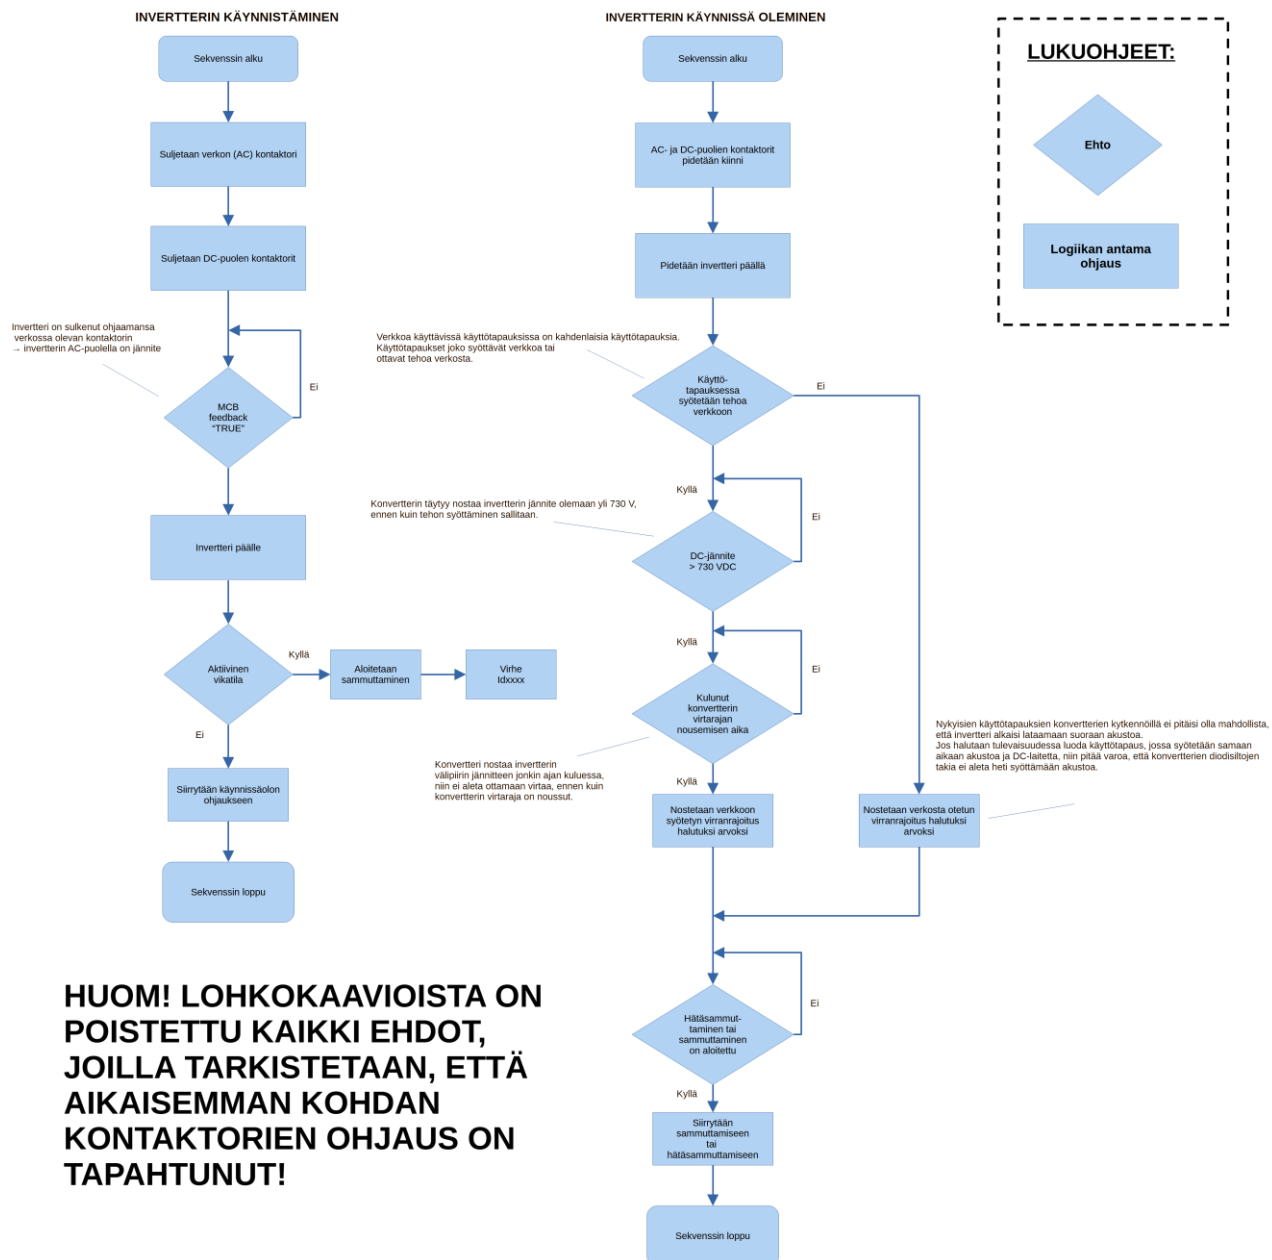 INVERTTERIN KÄYNNISTÄMINEN
Sekvenssin alku
Suljetaan verkon (AC) kontaktori
Suljetaan DC-puolen kontaktorit
Invertteri on sulkenut ohjaamansa
verkossa olevan kontaktorin
→ invertterin AC-puolella on jännite
Ei
MCB
feedback
“TRUE”
Invertteri päälle
Aktiivinen
vikatila
Kyllä
Aloitetaan
sammuttaminen
Virhe
Idxxxx
Ei
Siirrytään käynnissäolon
ohjaukseen
Sekvenssin loppu
HUOM! LOHKOKAAVIOISTA ON
POISTETTU KAIKKI EHDOT,
JOILLA TARKISTETAAN, ETTÄ
AIKAISEMMAN KOHDAN
KONTAKTORIEN OHJAUS ON
TAPAHTUNUT!
INVERTTERIN KÄYNNISSÄ OLEMINEN
Sekvenssin alku
AC- ja DC-puolien kontaktorit
pidetään kiinni
Pidetään invertteri päällä
Verkkoa käyttävissä käyttötapauksissa on kahdenlaisia käyttötapauksia.
Käyttötapaukset joko syöttävät verkkoa tai
ottavat tehoa verkosta.
Käyttö-
tapauksessa
syötetään tehoa
verkkoon
Ei
Kyllä
Konvertterin täytyy nostaa invertterin jännite olemaan yli 730 V,
ennen kuin tehon syöttäminen sallitaan.
Ei
DC-jännite
> 730 VDC
Kyllä
Ei
Kulunut
konvertterin
virtarajan
nousemisen aika
Konvertteri nostaa invertterin
välipiirin jännitteen jonkin ajan kuluessa,
niin ei aleta ottamaan virtaa, ennen kuin
konvertterin virtaraja on noussut.
Kyllä
Nostetaan verkkoon
syötetyn virranrajoitus
halutuksi arvoksi
Nykyisien käyttötapauksien konvertterien kytkennöillä ei pitäisi olla mahdollista,
että invertteri alkaisi lataamaan suoraan akustoa.
Jos halutaan tulevaisuudessa luoda käyttötapaus, jossa syötetään samaan
aikaan akustoa ja DC-laitetta, niin pitää varoa, että konvertterien diodisiltojen
takia ei aleta heti syöttämään akustoa.
Nostetaan verkosta otetun
virranrajoitus halutuksi
arvoksi
Ei
Hätäsammut-
taminen tai
sammuttaminen
on aloitettu
Kyllä
Siirrytään
sammuttamiseen
tai
hätäsammuttamiseen
Sekvenssin loppu
LUKUOHJEET:
Ehto
Logiikan antama
ohjaus